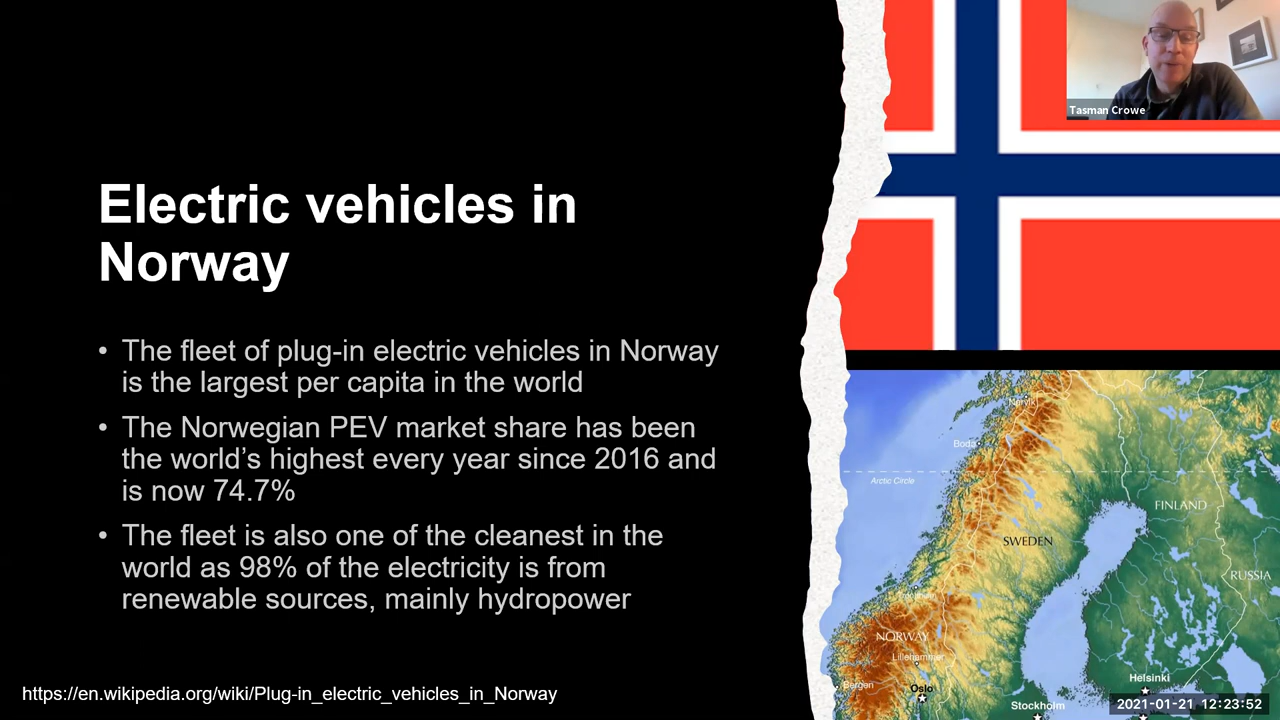 Tasman Crowe
Electric vehicles in
Norway
• The fleet of plug-in electric vehicles in Norway
is the largest per capita in the world
• The Norwegian PEV market share has been
the world’s highest every year since 2016 and
is now 74.7%
• The fleet is also one of the cleanest in the
world as 98% of the electricity is from
renewable sources, mainly hydropower
https://en.wikipedia.org/wiki/Plug-in_electric_vehicles_in_Norway
Narvik
Bodo
Arctic Circle
FINLAND
SWEDEN
RUSSIA
Trondheim
NORWAY
Lillehammer
Bergen
Oslo
Helsinki
Stockholm
2021-01-21 12:23:52